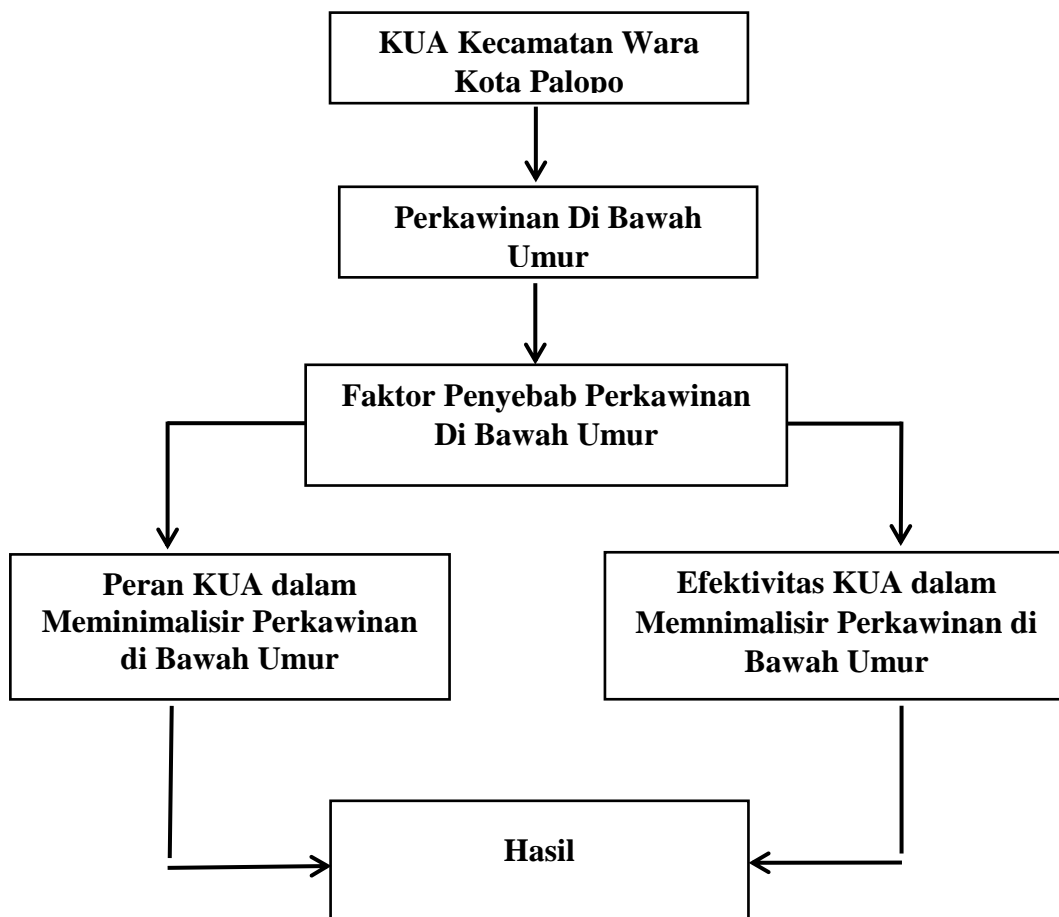 KUA Kecamatan Wara
Kota Palopo
Perkawinan Di Bawah
Umur
Faktor Penyebab Perkawinan
Di Bawah Umur
Peran KUA dalam
Meminimalisir Perkawinan
di Bawah Umur
Efektivitas KUA dalam
Memnimalisir Perkawinan di
Bawah Umur
Hasil